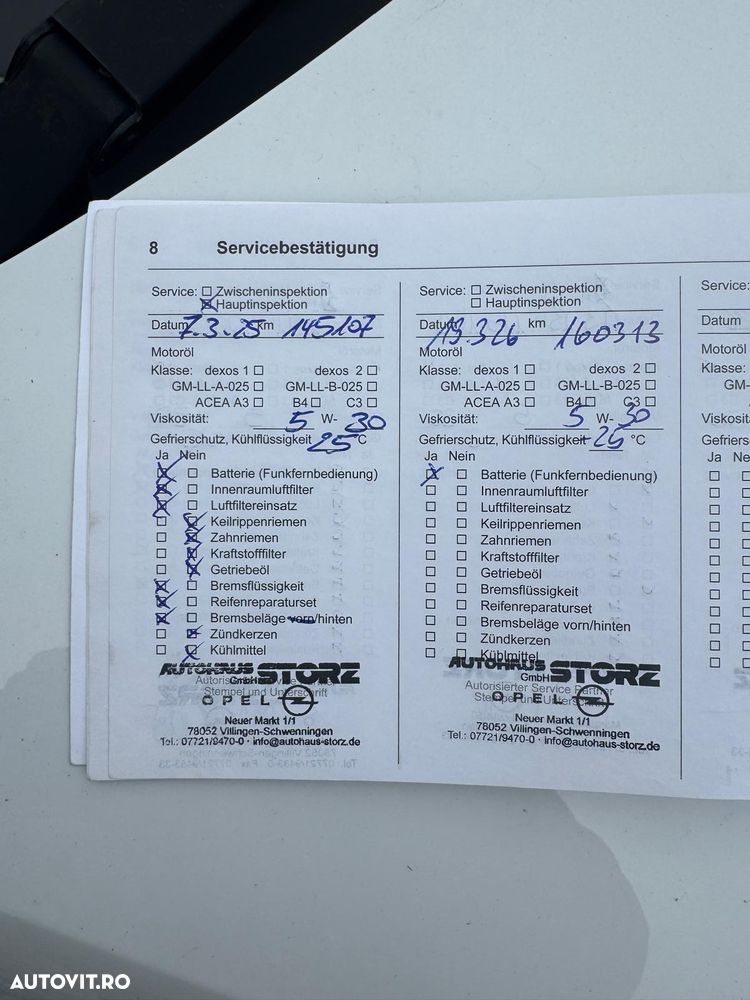 8 Servicebestätigung
Service: Zwischeninspektion
Hauptinspektion
Datum 7.3.25 km 145107
Motoröl
Klasse: dexos 1 dexos 2
GM-LL-A-025 GM-LL-B-025
ACEA A3 B4 C3
Viskosität: 5 W- 30
Gefrierschutz, Kühlflüssigkeit 25 °C
Ja Nein
Batterie (Funkfernbedienung)
Innenraumluftfilter
Luftfiltereinsatz
Keilrippenriemen
Zahnriemen
Kraftstofffilter
Getriebeöl
Bremsflüssigkeit
Reifenreparaturset
Bremsbeläge vorn/hinten
Zündkerzen
Kühlmittel
AUTOHAUS STORZ
GmbH
Stempel und Unterschrift
OPEL
Neuer Markt 1/1
78052 Villingen-Schwenningen
Tel.: 07721/9470-0 · info@autohaus-storz.de
Service: Zwischeninspektion
Hauptinspektion
Datum km 160313
Motoröl
Klasse: dexos 1 dexos 2
GM-LL-A-025 GM-LL-B-025
ACEA A3 B4 C3
Viskosität: 5 W- 30
Gefrierschutz, Kühlflüssigkeit °C
Ja Nein
Batterie (Funkfernbedienung)
Innenraumluftfilter
Luftfiltereinsatz
Keilrippenriemen
Zahnriemen
Kraftstofffilter
Getriebeöl
Bremsflüssigkeit
Reifenreparaturset
Bremsbeläge vorn/hinten
Zündkerzen
Kühlmittel
AUTOHAUS STORZ
GmbH
Autorisierter Service Partner
Stempel und Unterschrift
OPEL
Neuer Markt 1/1
78052 Villingen-Schwenningen
Tel.: 07721/9470-0 · info@autohaus-storz.de
Service:
Datum
Motoröl
Klasse:
GM-
Viskosität
Gefriers
Ja Ne
AUTOVIT.RO